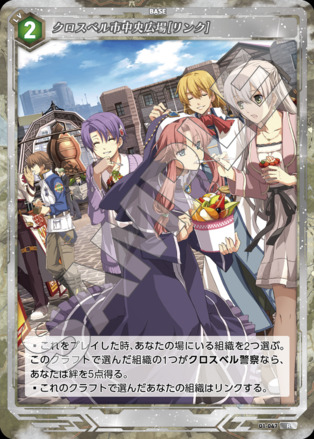 BASE
LV
2
クロスベル市中央広場[リンク]
・これをプレイした時、あなたの場にいる組織を2つ選ぶ。
このクラフトで選んだ組織の1つがクロスベル警察なら、
あなたは絆を5点得る。
・これのクラフトで選んだあなたの組織はリンクする。
01-047